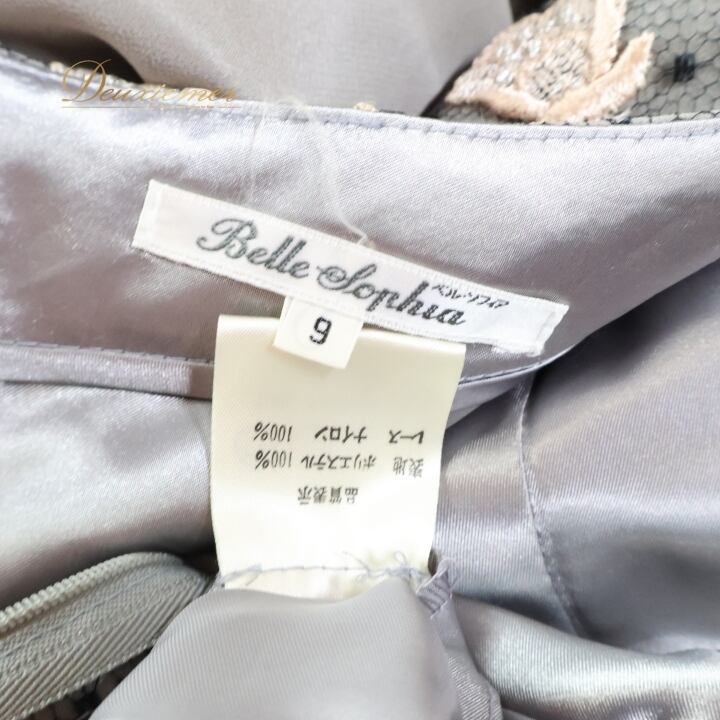 Deuxiemer
Belle Sophia
ベル・ソフィア
9
品質表示
表地 ポリエステル 100%
レース ナイロン 100%